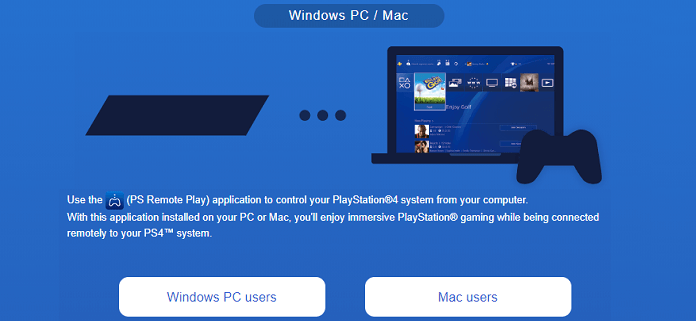 Windows PC / Mac
Enjoy Golf
Use the (PS Remote Play) application to control your PlayStation®4 system from your computer.
With this application installed on your PC or Mac, you'll enjoy immersive PlayStation® gaming while being connected
remotely to your PS4™ system.
Windows PC users
Mac users